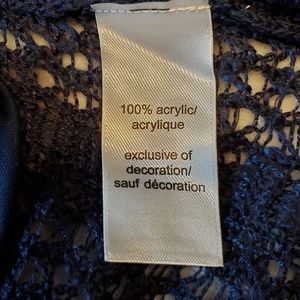 100% acrylic/
acrylique
exclusive of
decoration/
sauf décoration